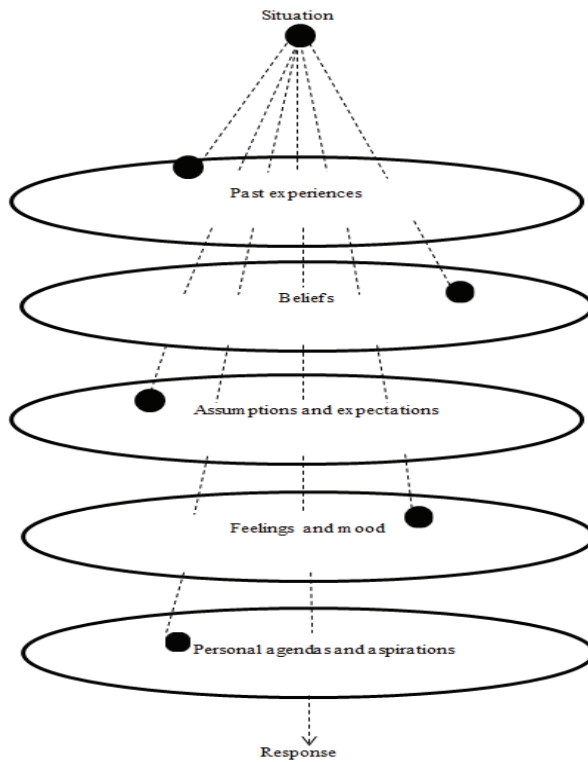 Situation
Past experiences
Beliefs
Assumptions and expectations
Feelings and mood
Personal agendas and aspirations
Response